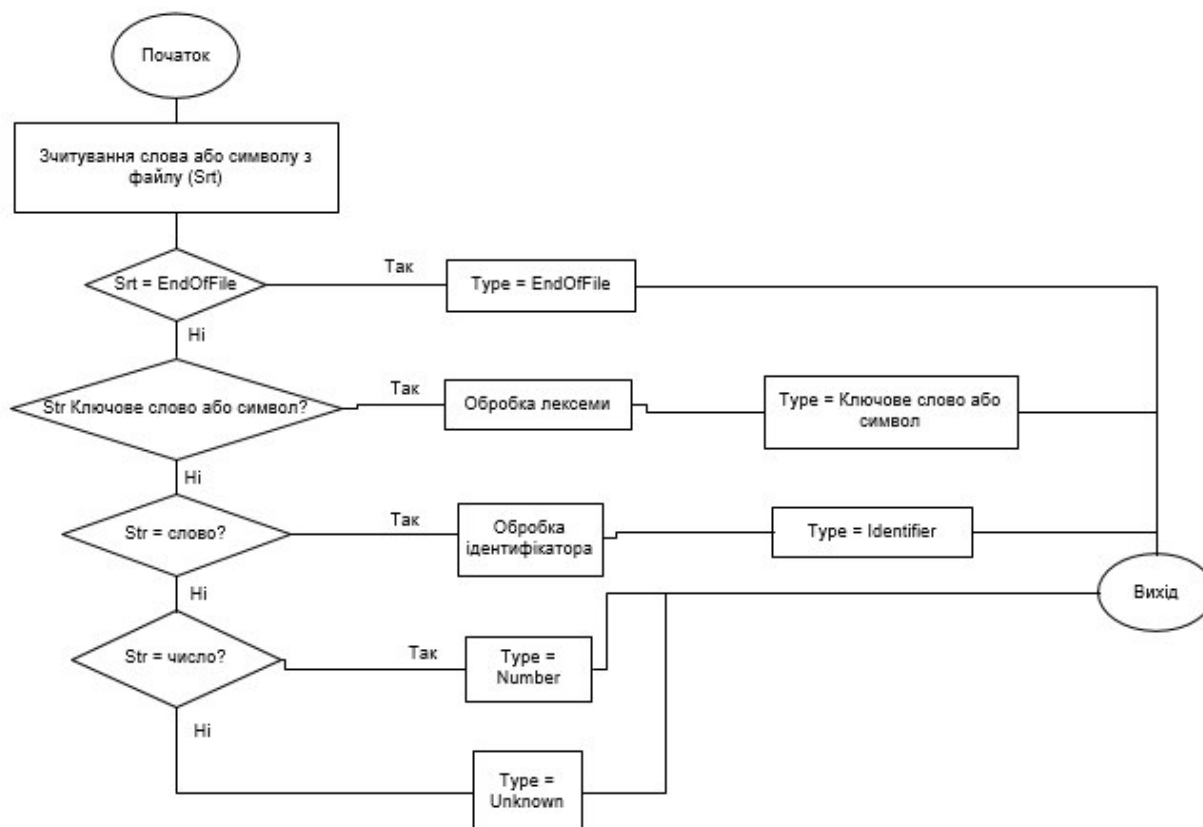 Початок
Зчитування слова або символу з
файлу (Srt)
Srt = EndOfFile
Так
Type = EndOfFile
Ні
Str Ключове слово або символ?
Так
Обробка лексеми
Type = Ключове слово або
символ
Ні
Str = слово?
Так
Обробка
ідентифікатора
Type = Identifier
Вихід
Ні
Str = число?
Так
Type =
Number
Ні
Type =
Unknown